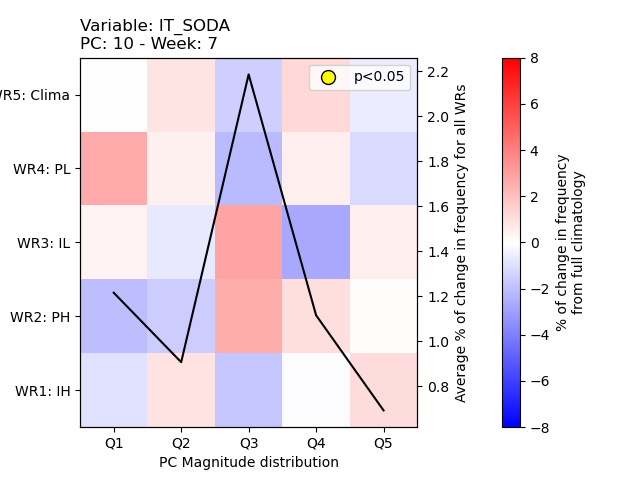 Variable: IT_SODA
PC: 10 - Week: 7
p<0.05
WR5: Clima
WR4: PL
WR3: IL
WR2: PH
WR1: IH
Q1 Q2 Q3 Q4 Q5
PC Magnitude distribution
2.2
2.0
1.8
1.6
1.4
1.2
1.0
0.8
Average % of change in frequency for all WRs
8
6
4
2
0
−2
−4
−6
−8
% of change in frequency
from full climatology